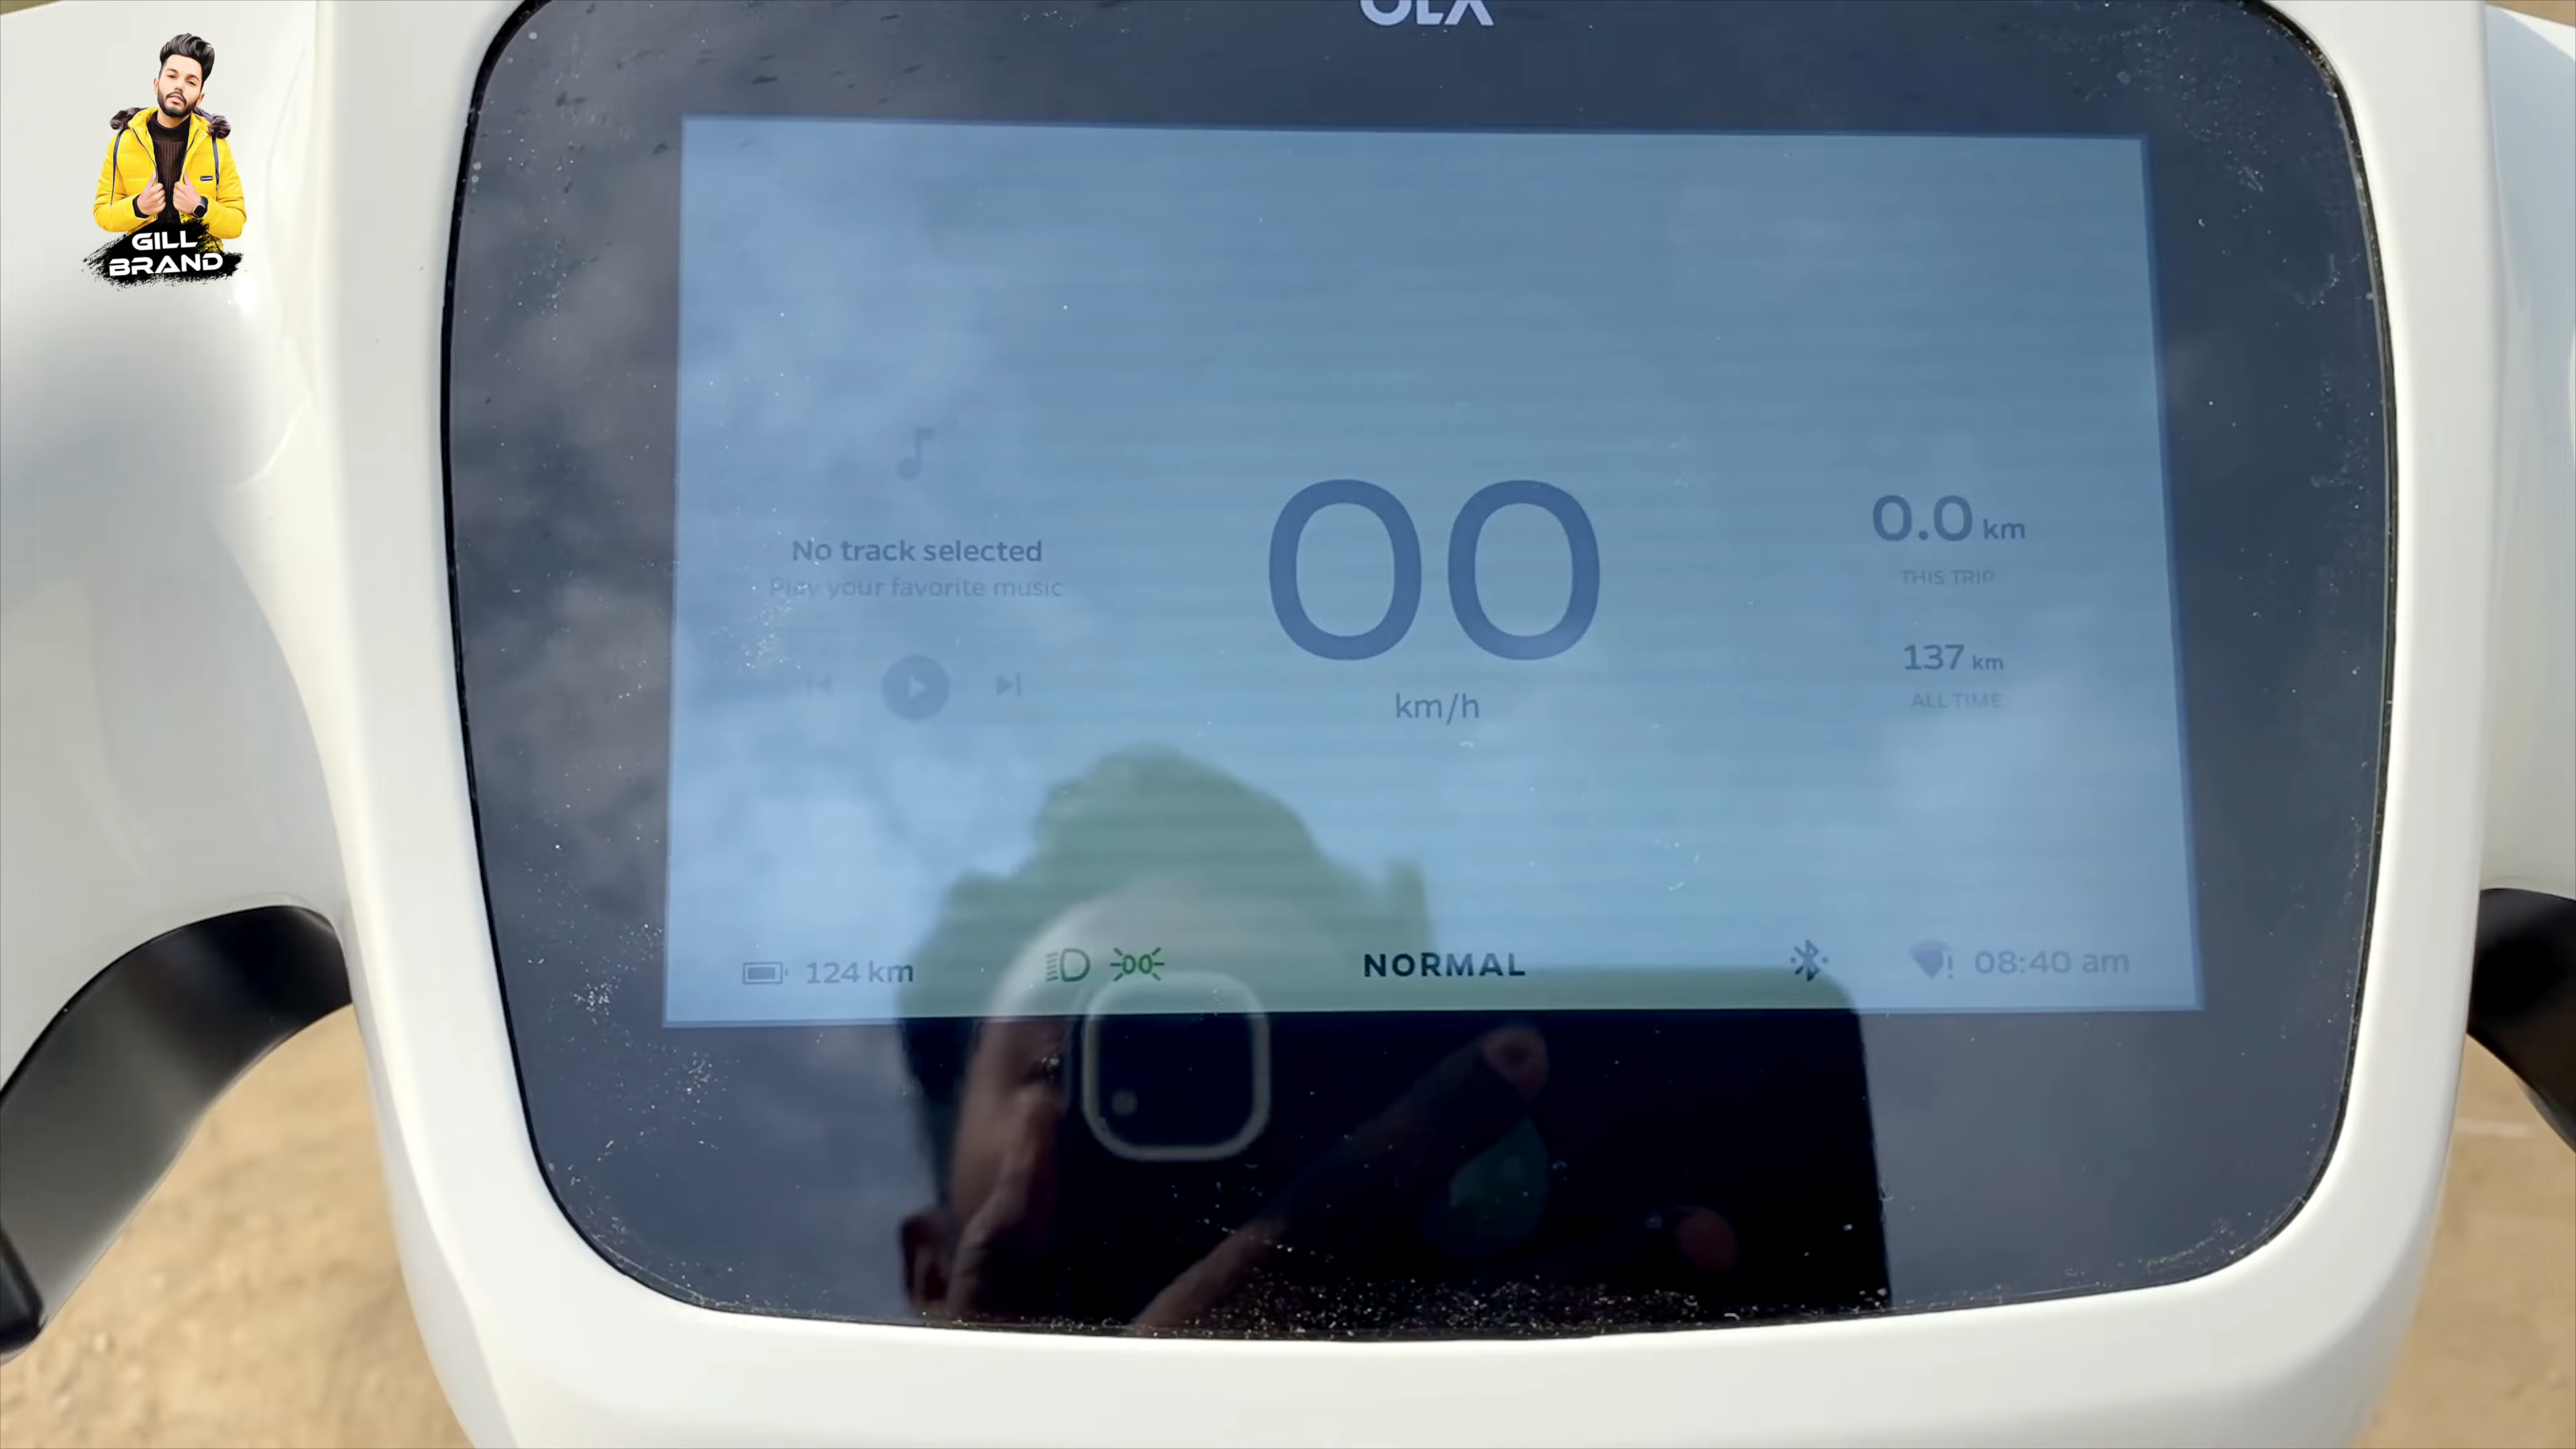 OLA
GILL
BRAND
No track selected
Play your favorite music
00
km/h
0.0 km
THIS TRIP
137 km
ALL TIME
124 km
NORMAL
08:40 am